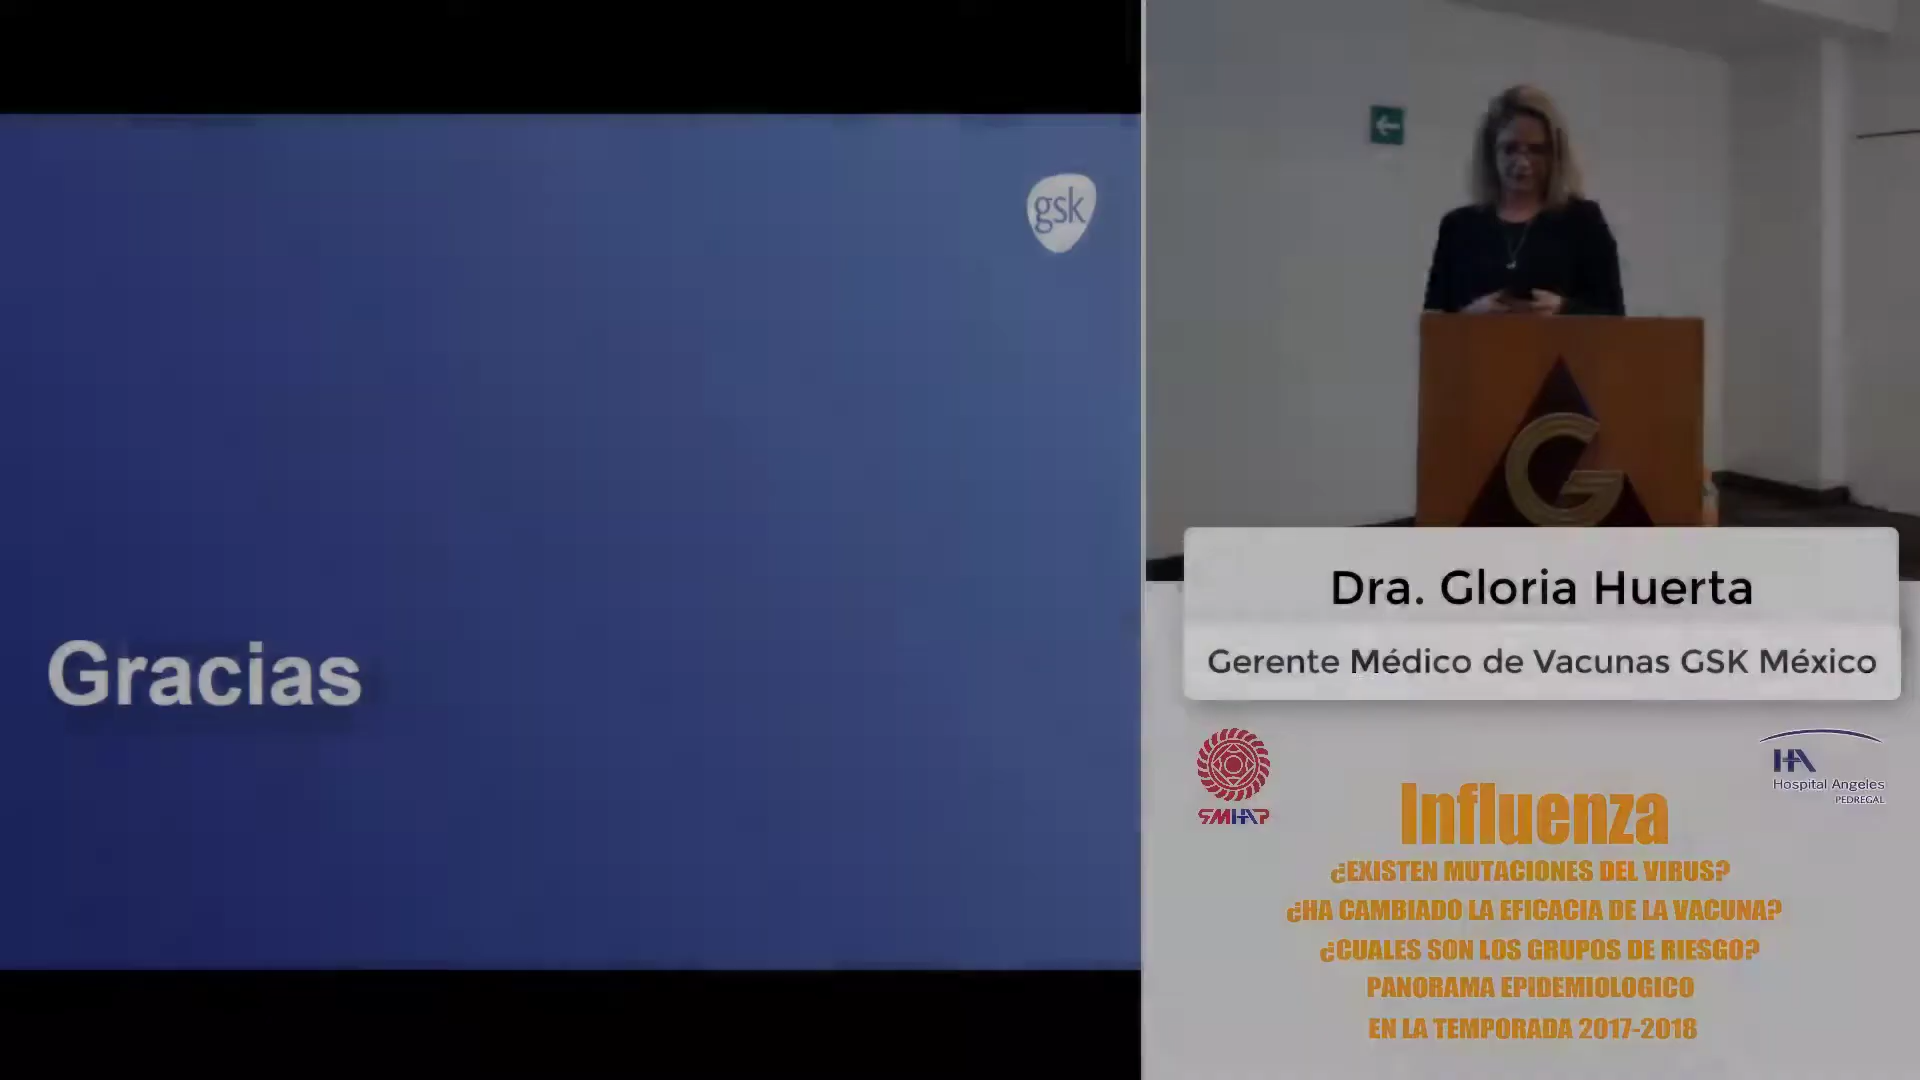 gsk
Gracias
G
Dra. Gloria Huerta
Gerente Médico de Vacunas GSK México
SMHAP
HA
Hospital Angeles
PEDREGAL
Influenza
¿EXISTEN MUTACIONES DEL VIRUS?
¿HA CAMBIADO LA EFICACIA DE LA VACUNA?
¿CUALES SON LOS GRUPOS DE RIESGO?
PANORAMA EPIDEMIOLOGICO
EN LA TEMPORADA 2017-2018